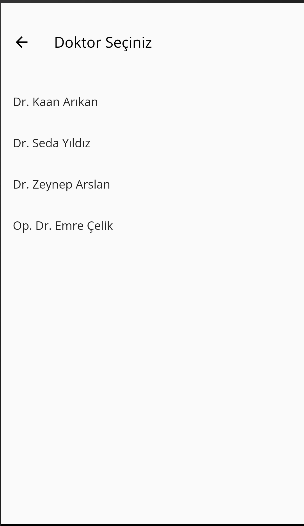 Doktor Seçiniz
Dr. Kaan Arıkan
Dr. Seda Yıldız
Dr. Zeynep Arslan
Op. Dr. Emre Çelik